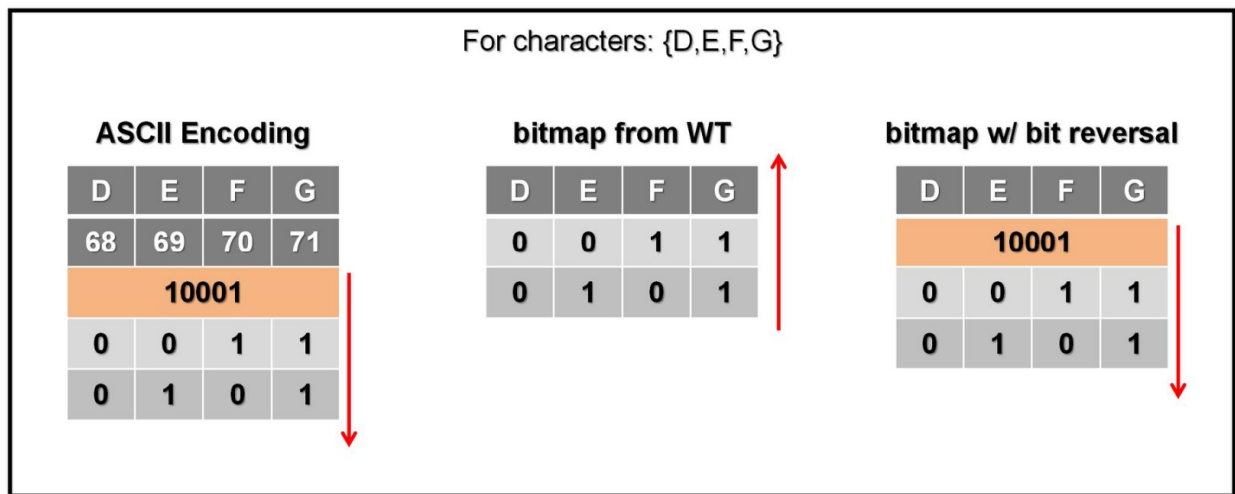 For characters: {D,E,F,G}
ASCII Encoding
D E F G
68 69 70 71
10001
0 0 1 1
0 1 0 1
bitmap from WT
D E F G
0 0 1 1
0 1 0 1
bitmap w/ bit reversal
D E F G
10001
0 0 1 1
0 1 0 1